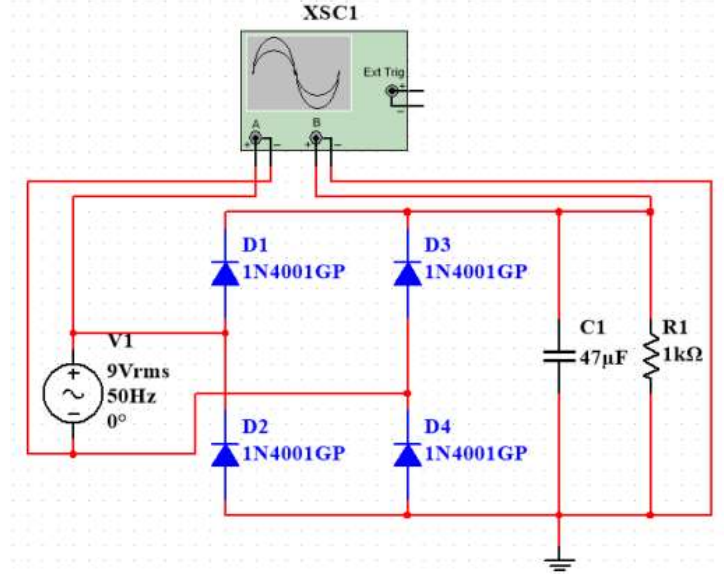 XSC1
Ext Trig
+
−
A
B
+ −
+ −
D1
1N4001GP
D3
1N4001GP
V1
+
9Vrms
50Hz
0°
−
C1
47µF
R1
1kΩ
D2
1N4001GP
D4
1N4001GP